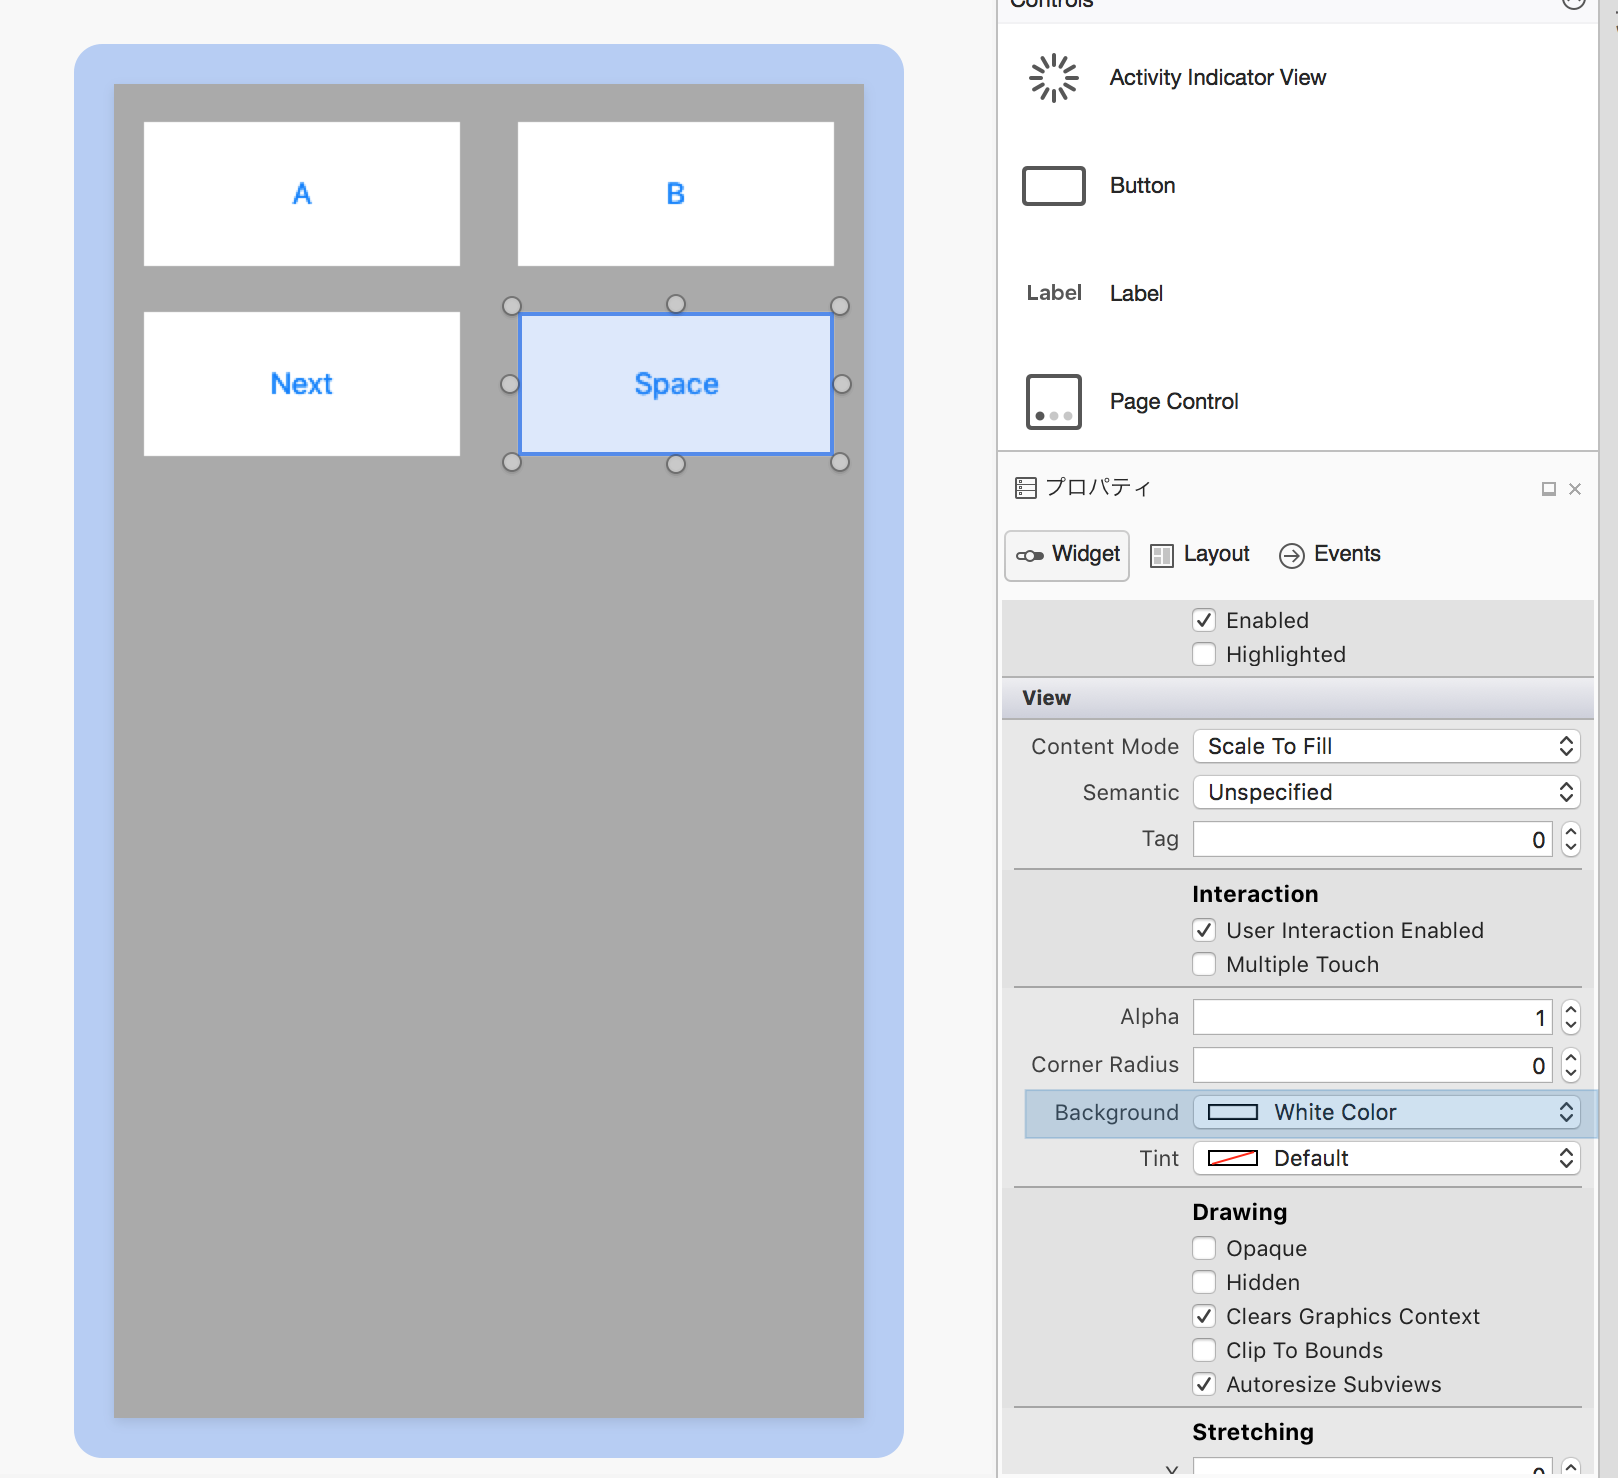 A
B
Next
Space
Controls
Activity Indicator View
Button
Label Label
Page Control
プロパティ
Widget Layout Events
Enabled
Highlighted
View
Content Mode Scale To Fill
Semantic Unspecified
Tag 0
Interaction
User Interaction Enabled
Multiple Touch
Alpha 1
Corner Radius 0
Background White Color
Tint Default
Drawing
Opaque
Hidden
Clears Graphics Context
Clip To Bounds
Autoresize Subviews
Stretching
X 0